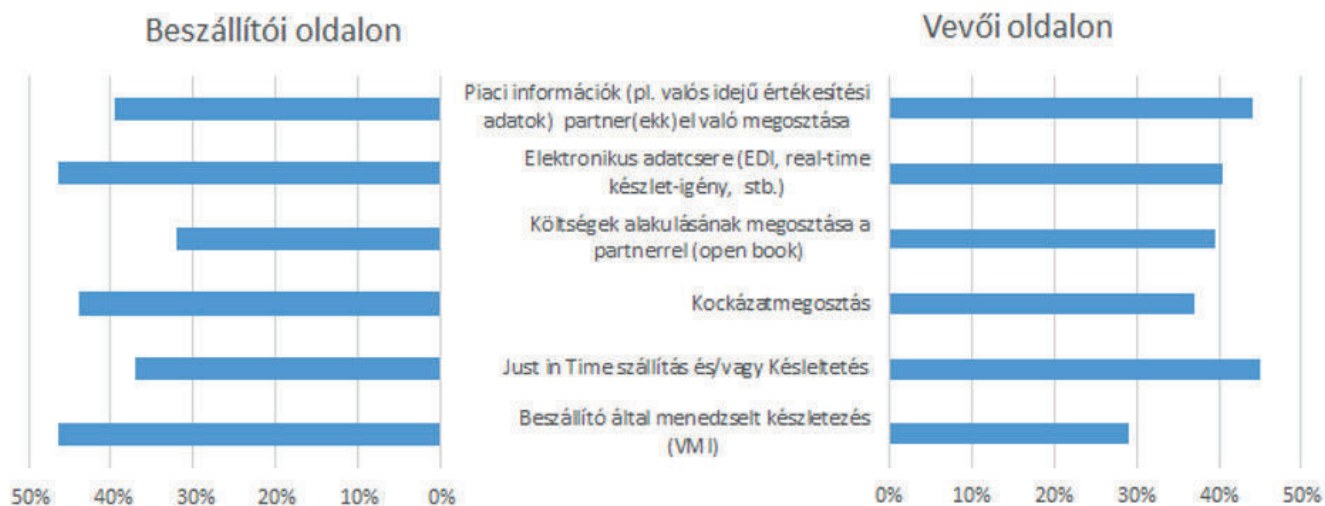 Beszállítói oldalon
Vevői oldalon
Piaci információk (pl. valós idejű értékesítési
adatok) partner(ekk)el való megosztása
Elektronikus adatcsere (EDI, real-time
készlet-igény, stb.)
Költségek alakulásának megosztása a
partnerrel (open book)
Kockázatmegosztás
Just in Time szállítás és/vagy Késleltetés
Beszállító által menedzselt készletezés
(VMI)
50% 40% 30% 20% 10% 0%
0% 10% 20% 30% 40% 50%